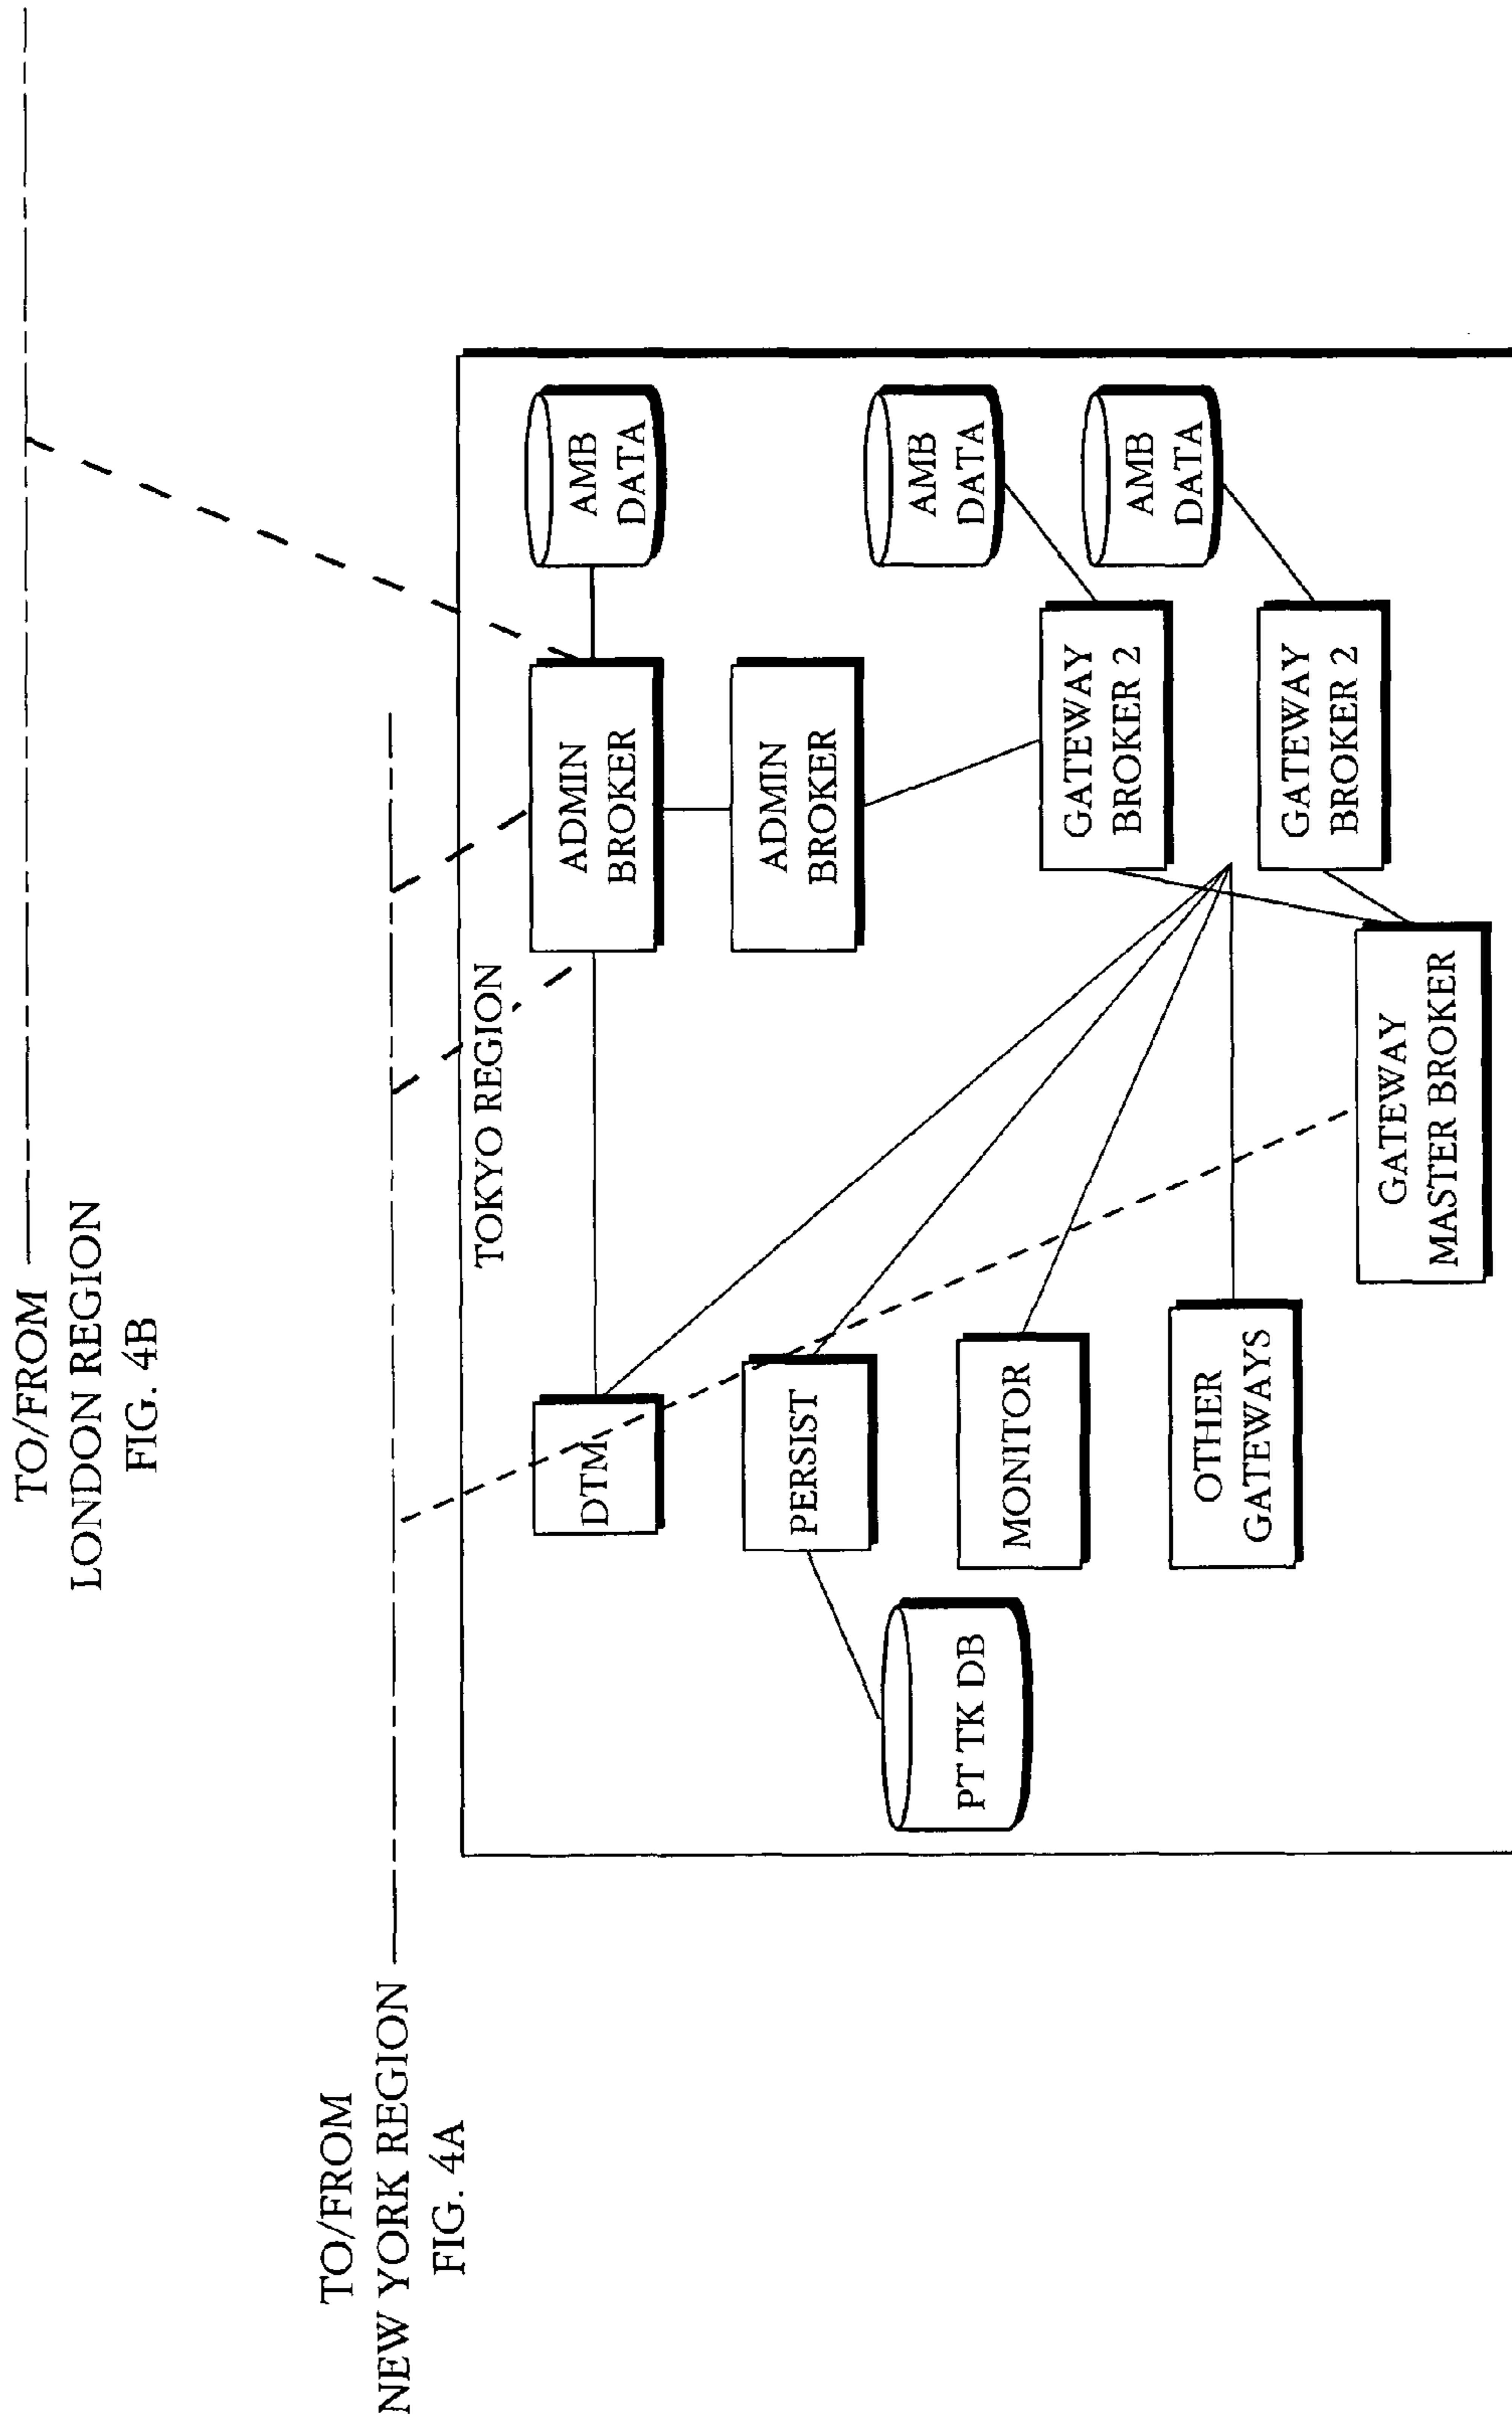 TO/FROM
LONDON REGION
FIG. 4B
TO/FROM
NEW YORK REGION
FIG. 4A
TOKYO REGION
DTM
ADMIN
BROKER
AMB
DATA
PERSIST
ADMIN
BROKER
PT TK DB
MONITOR
GATEWAY
BROKER 2
AMB
DATA
OTHER
GATEWAYS
GATEWAY
BROKER 2
AMB
DATA
GATEWAY
MASTER BROKER